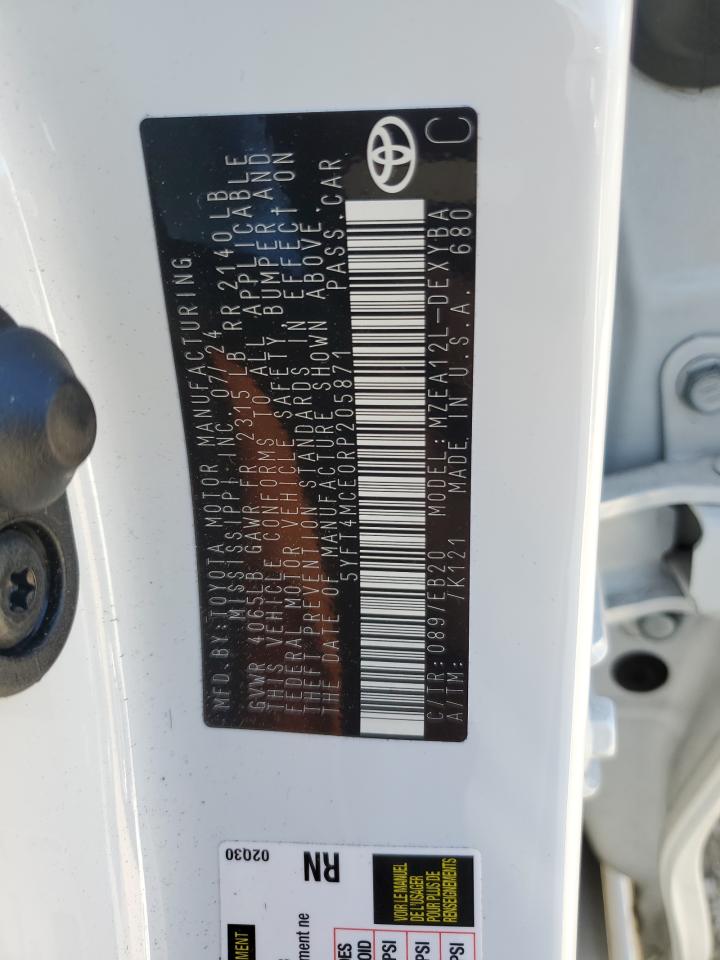 MFD.BY:TOYOTA MOTOR MANUFACTURING
MISSISSIPPI INC 07/24
GVWR 4065LB GAWR FR 2315LB RR 2140LB
THIS VEHICLE CONFORMS TO ALL APPLICABLE
FEDERAL MOTOR VEHICLE SAFETY BUMPER AND
THEFT PREVENTION STANDARDS IN EFFECT ON
THE DATE OF MANUFACTURE SHOWN ABOVE.
5YFT4MCE0RP205871 PASS.CAR
C/TR:089/EB20 MODEL:MZEA12L-DEXYBA
A/TM: /K121 MADE IN U.S.A. 680
C
02Q30
RN
VOIR LE MANUEL
DE L'USAGER
POUR PLUS DE
RENSEIGNEMENTS
ment ne
PSI
PSI
PSI